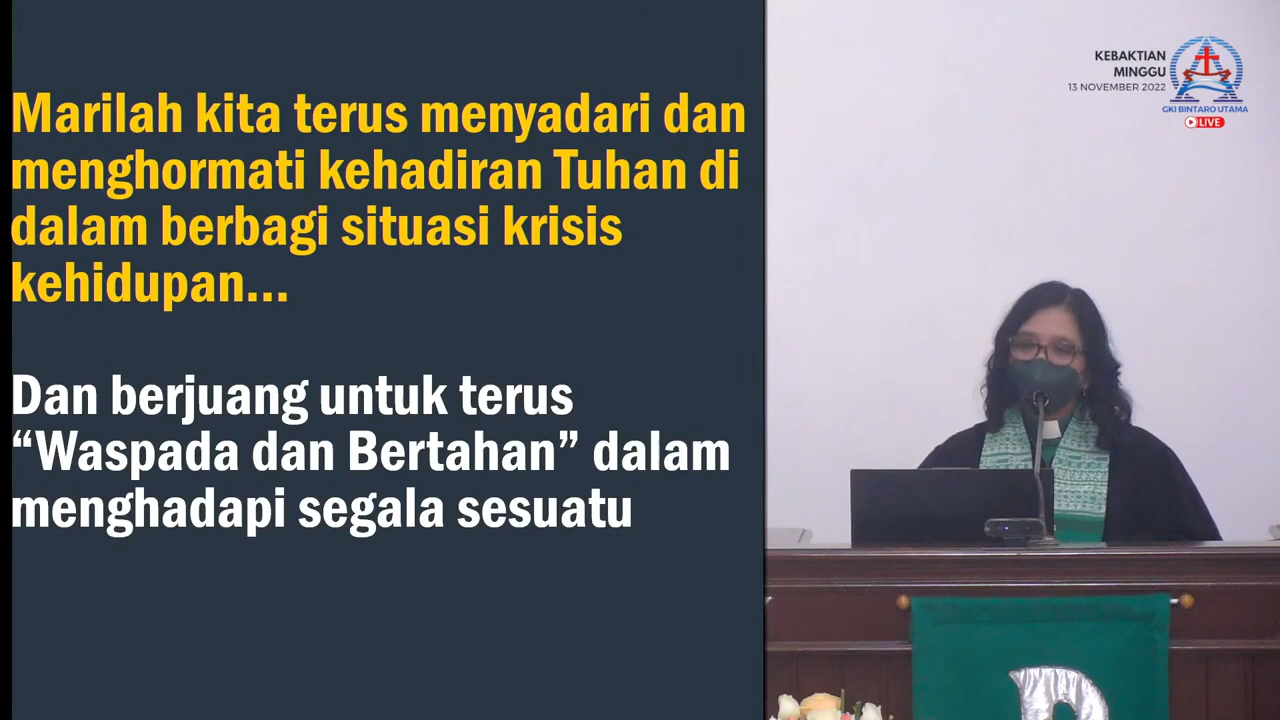 Marilah kita terus menyadari dan
menghormati kehadiran Tuhan di
dalam berbagai situasi krisis
kehidupan...
Dan berjuang untuk terus
“Waspada dan Bertahan” dalam
menghadapi segala sesuatu
KEBAKTIAN
MINGGU
13 NOVEMBER 2022
GKI BINTARO UTAMA
LIVE